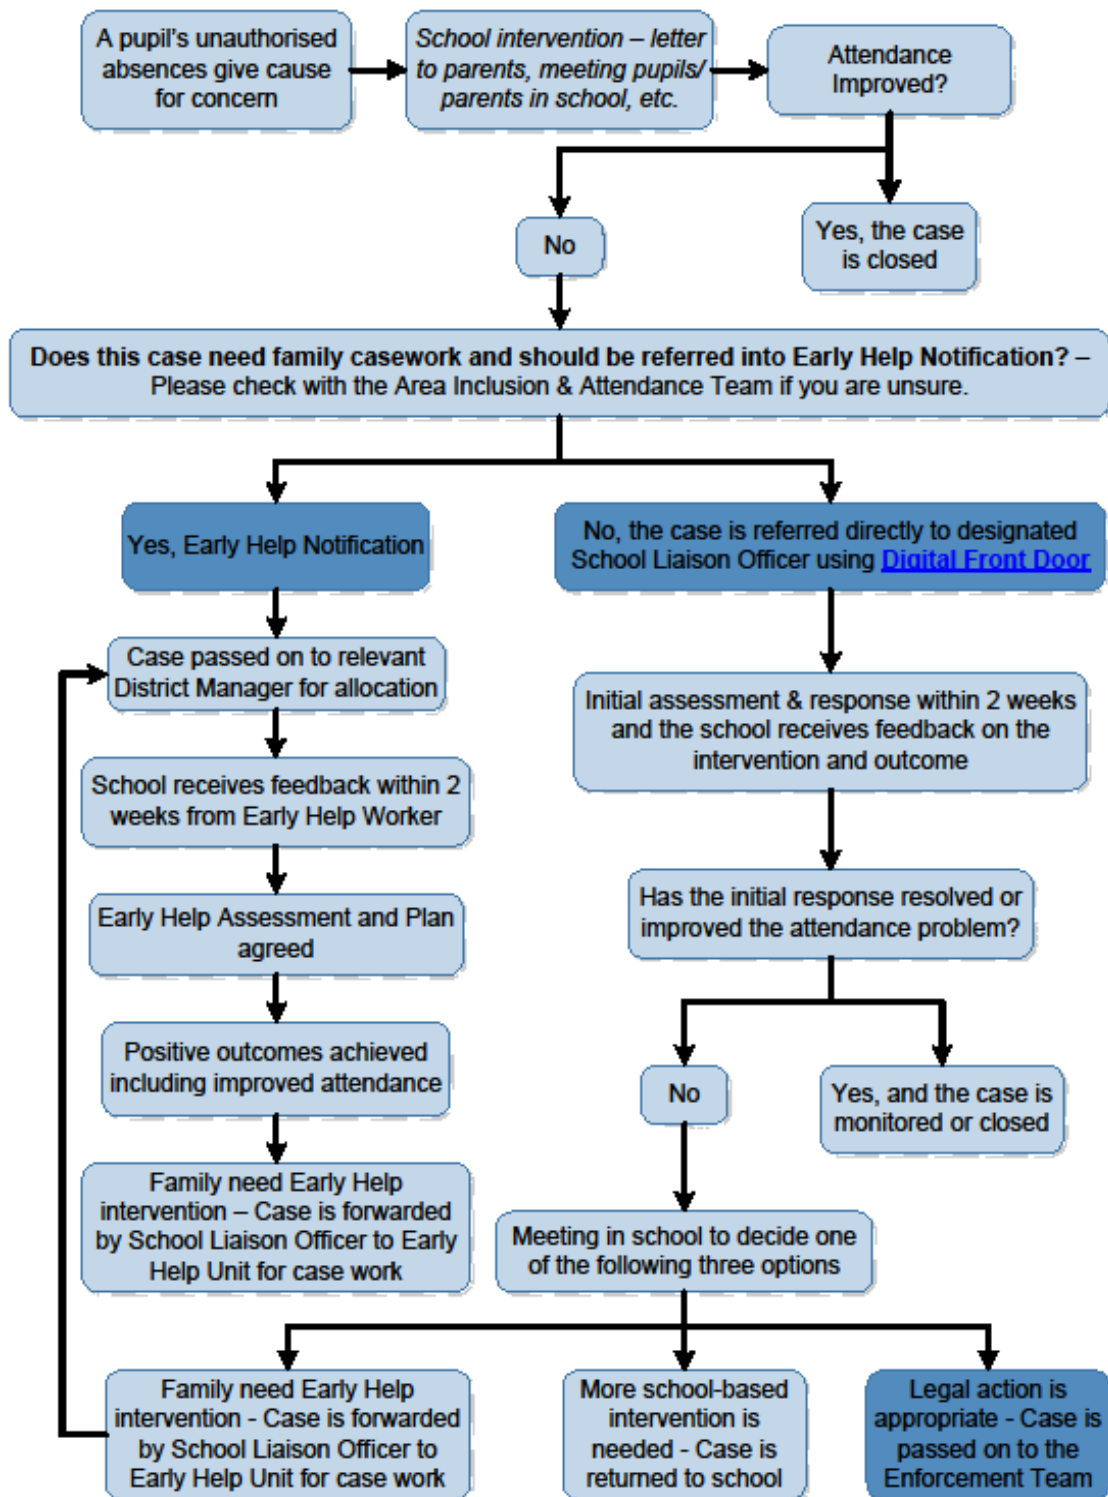 A pupil's unauthorised
absences give cause
for concern
School intervention – letter
to parents, meeting pupils/
parents in school, etc.
Attendance
Improved?
No
Yes, the case
is closed
Does this case need family casework and should be referred into Early Help Notification? –
Please check with the Area Inclusion & Attendance Team if you are unsure.
Yes, Early Help Notification
No, the case is referred directly to designated
School Liaison Officer using Digital Front Door
Case passed on to relevant
District Manager for allocation
School receives feedback within 2
weeks from Early Help Worker
Early Help Assessment and Plan
agreed
Positive outcomes achieved
including improved attendance
Family need Early Help
intervention – Case is forwarded
by School Liaison Officer to Early
Help Unit for case work
Initial assessment & response within 2 weeks
and the school receives feedback on the
intervention and outcome
Has the initial response resolved or
improved the attendance problem?
No
Yes, and the case is
monitored or closed
Meeting in school to decide one
of the following three options
Family need Early Help
intervention - Case is forwarded
by School Liaison Officer to
Early Help Unit for case work
More school-based
intervention is
needed - Case is
returned to school
Legal action is
appropriate - Case is
passed on to the
Enforcement Team